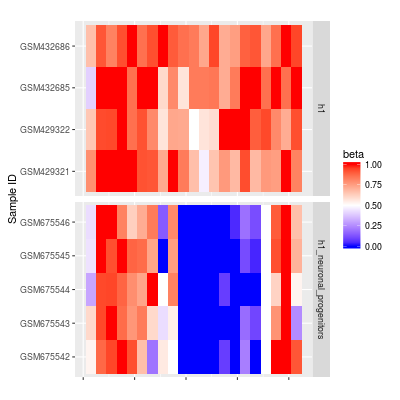 GSM432686
GSM432685
GSM429322
GSM429321
h1
GSM675546
GSM675545
GSM675544
GSM675543
GSM675542
h1_neuronal_progenitors
Sample ID
beta
1.00
0.75
0.50
0.25
0.00